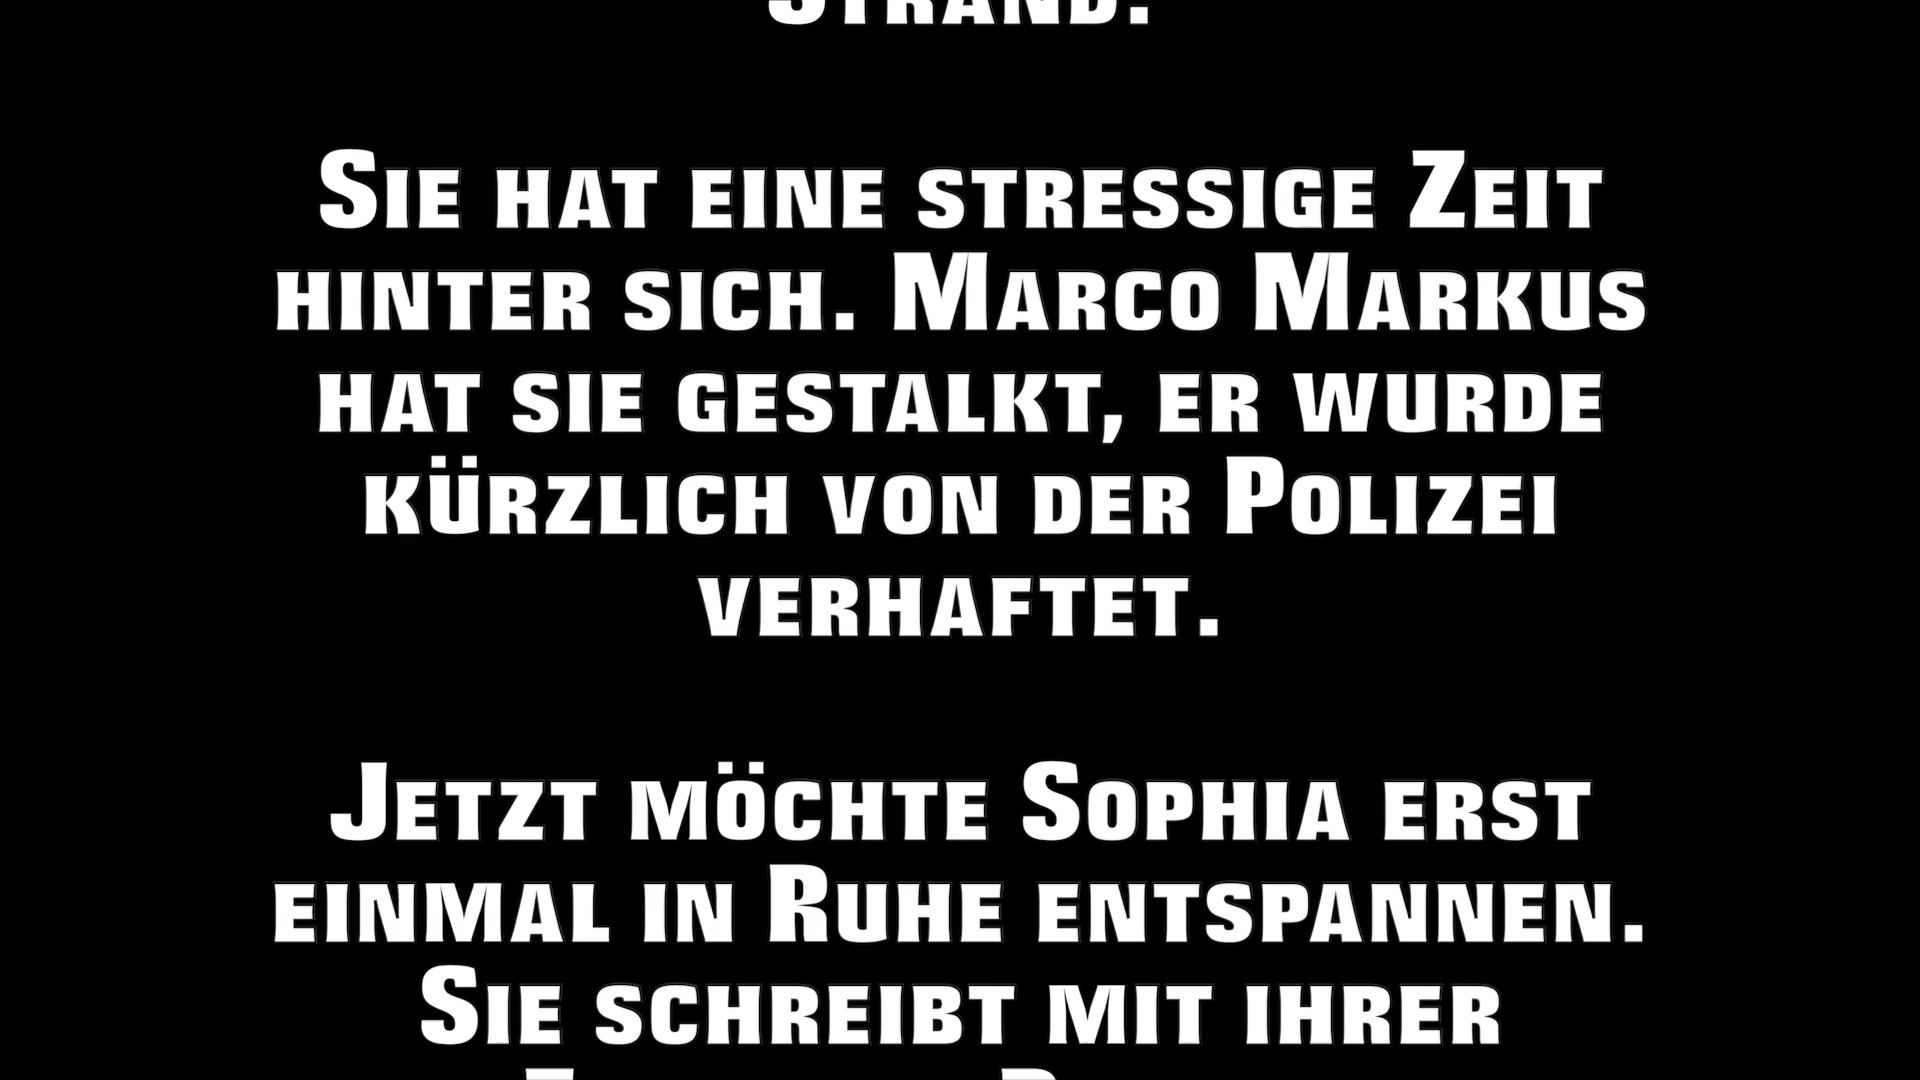 Strand.
Sie hat eine stressige Zeit
hinter sich. Marco Markus
hat sie gestalkt, er wurde
kürzlich von der Polizei
verhaftet.
Jetzt möchte Sophia erst
einmal in Ruhe entspannen.
Sie schreibt mit ihrer